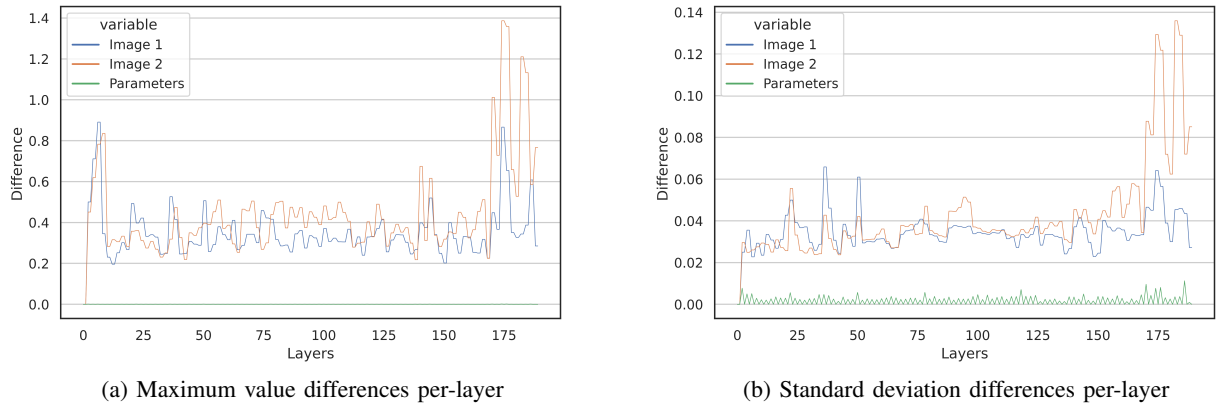 variable
Image 1
Image 2
Parameters
1.4
1.2
1.0
0.8
0.6
0.4
0.2
0.0
Difference
0 25 50 75 100 125 150 175
Layers
(a) Maximum value differences per-layer
variable
Image 1
Image 2
Parameters
0.14
0.12
0.10
0.08
0.06
0.04
0.02
0.00
Difference
0 25 50 75 100 125 150 175
Layers
(b) Standard deviation differences per-layer